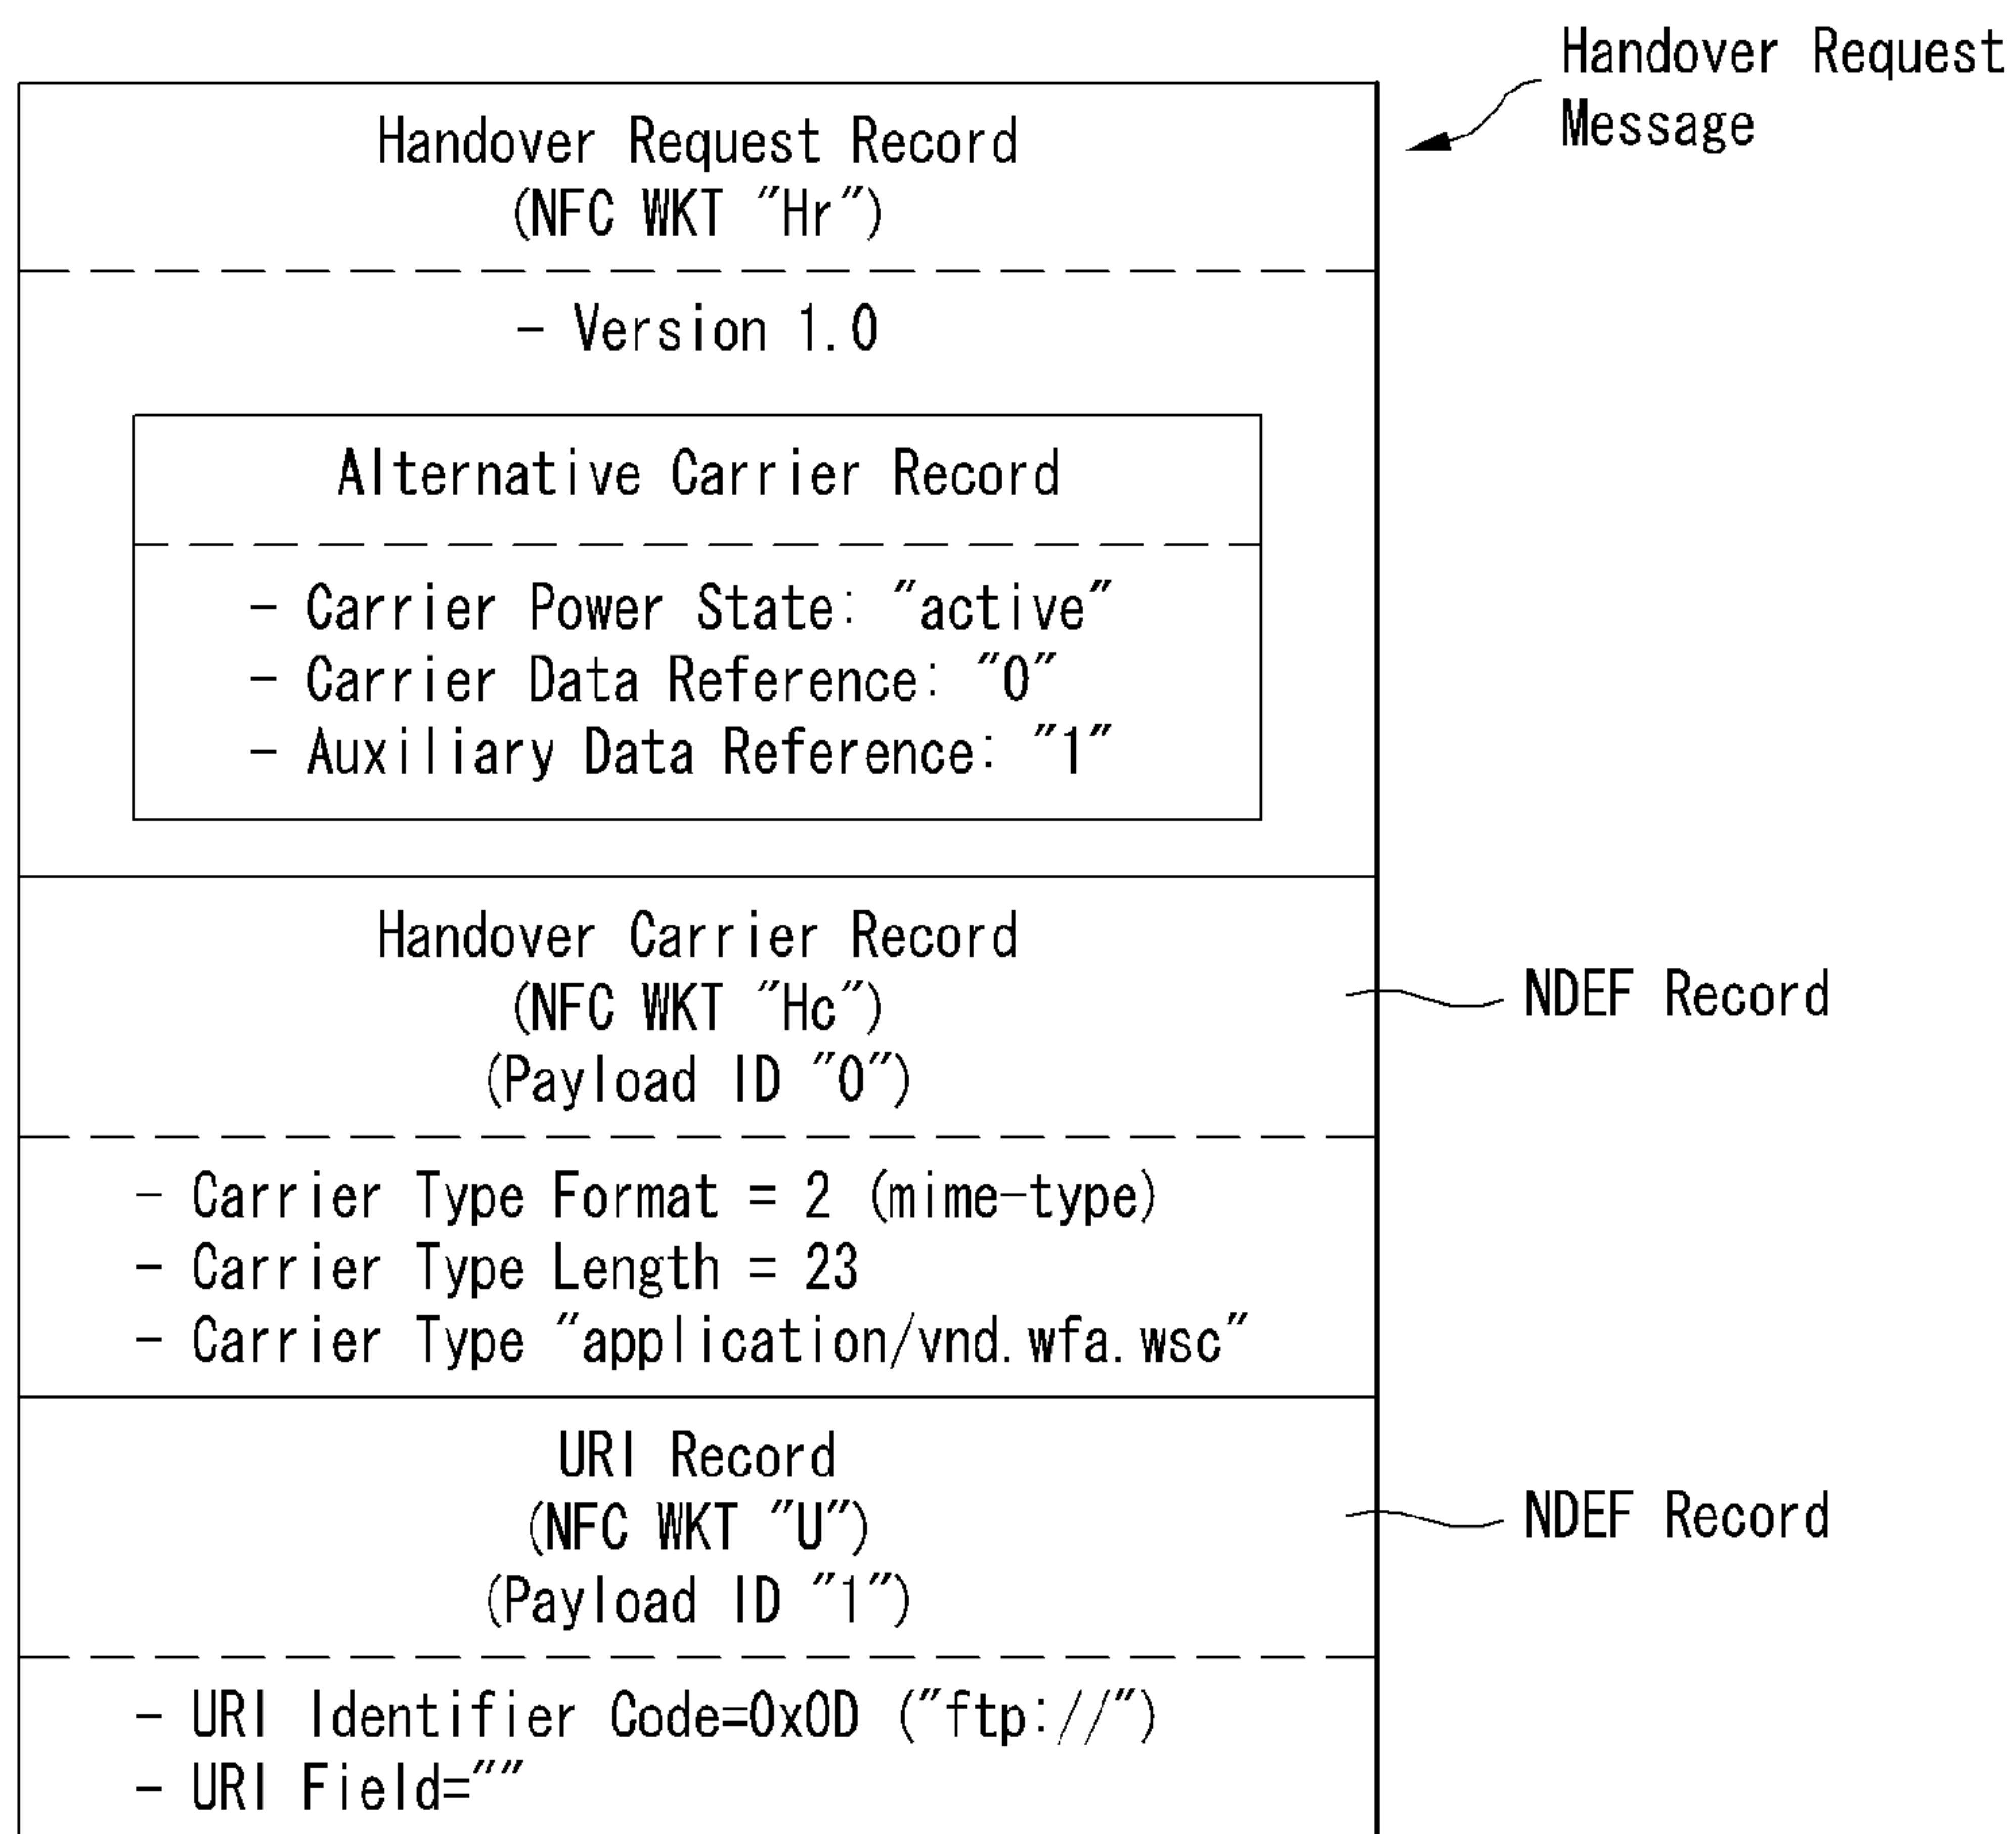 Handover Request
Message
Handover Request Record
(NFC WKT "Hr")
- Version 1.0
Alternative Carrier Record
- Carrier Power State: "active"
- Carrier Data Reference: "0"
- Auxiliary Data Reference: "1"
Handover Carrier Record
(NFC WKT "Hc")
(Payload ID "0")
NDEF Record
- Carrier Type Format = 2 (mime-type)
- Carrier Type Length = 23
- Carrier Type "application/vnd.wfa.wsc"
URI Record
(NFC WKT "U")
(Payload ID "1")
NDEF Record
- URI Identifier Code=0x0D ("ftp://")
- URI Field=""